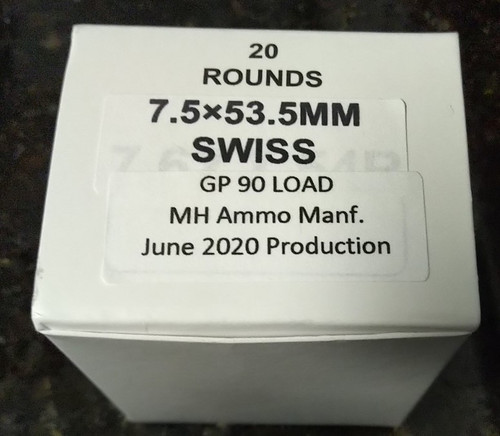 20
ROUNDS
7.5×53.5MM
SWISS
GP 90 LOAD
MH Ammo Manf.
June 2020 Production